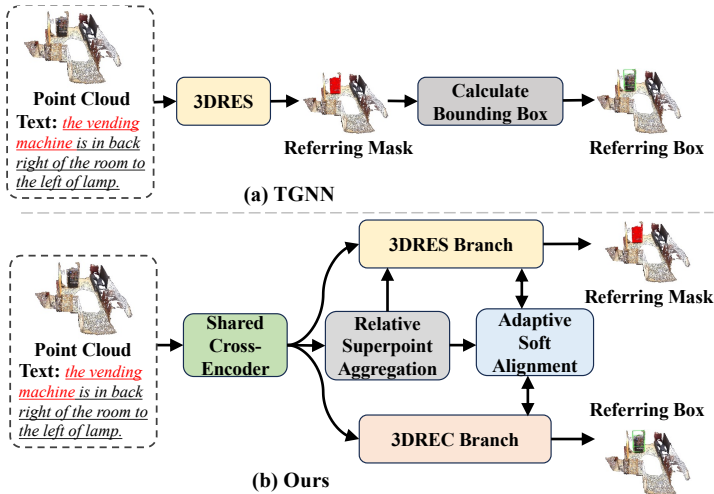 Point Cloud
Text: the vending
machine is in back
right of the room to
the left of lamp.
3DRES
Referring Mask
Calculate
Bounding Box
Referring Box
(a) TGNN
Point Cloud
Text: the vending
machine is in back
right of the room to
the left of lamp.
Shared
Cross-
Encoder
3DRES Branch
Relative
Superpoint
Aggregation
Adaptive
Soft
Alignment
3DREC Branch
Referring Mask
Referring Box
(b) Ours